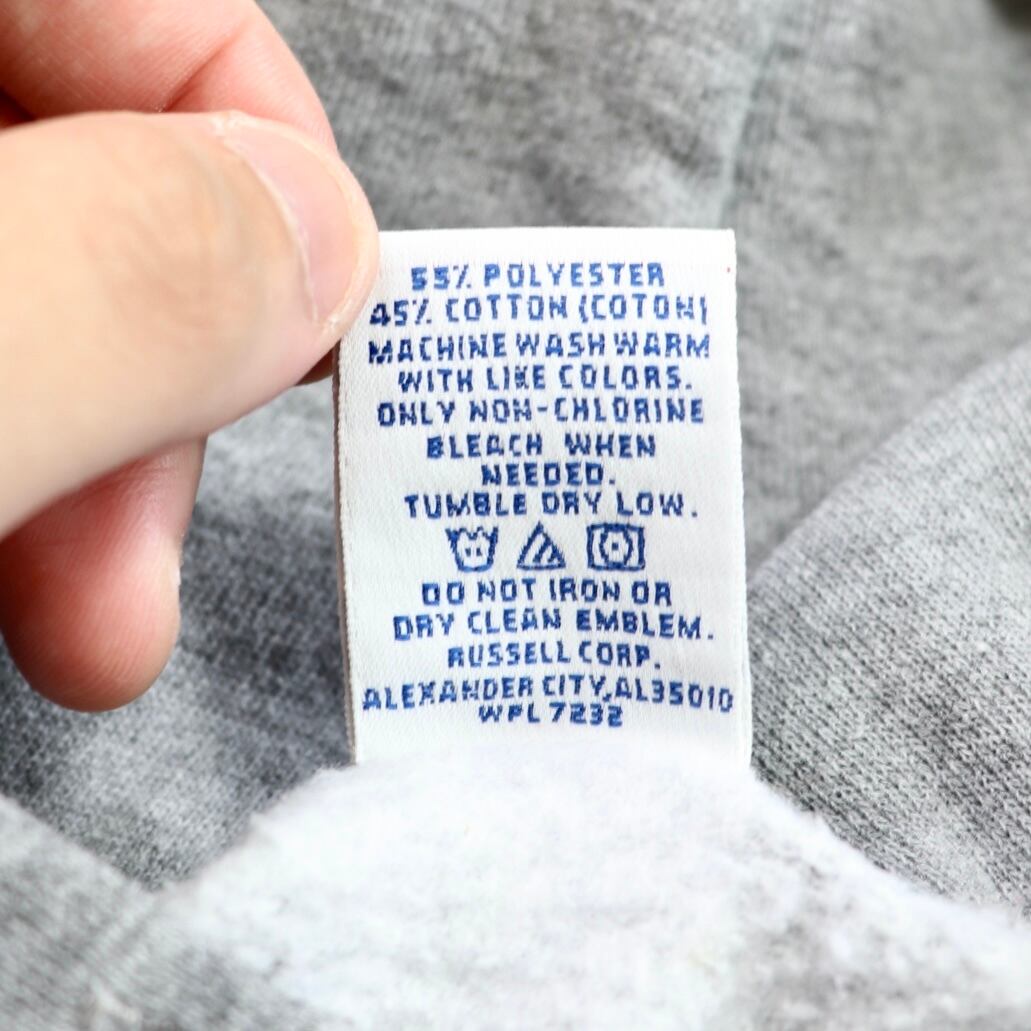 55% POLYESTER
45% COTTON (COTON)
MACHINE WASH WARM
WITH LIKE COLORS.
ONLY NON-CHLORINE
BLEACH WHEN
NEEDED.
TUMBLE DRY LOW.
DO NOT IRON OR
DRY CLEAN EMBLEM.
RUSSELL CORP.
ALEXANDER CITY, AL35010
WPL 7232